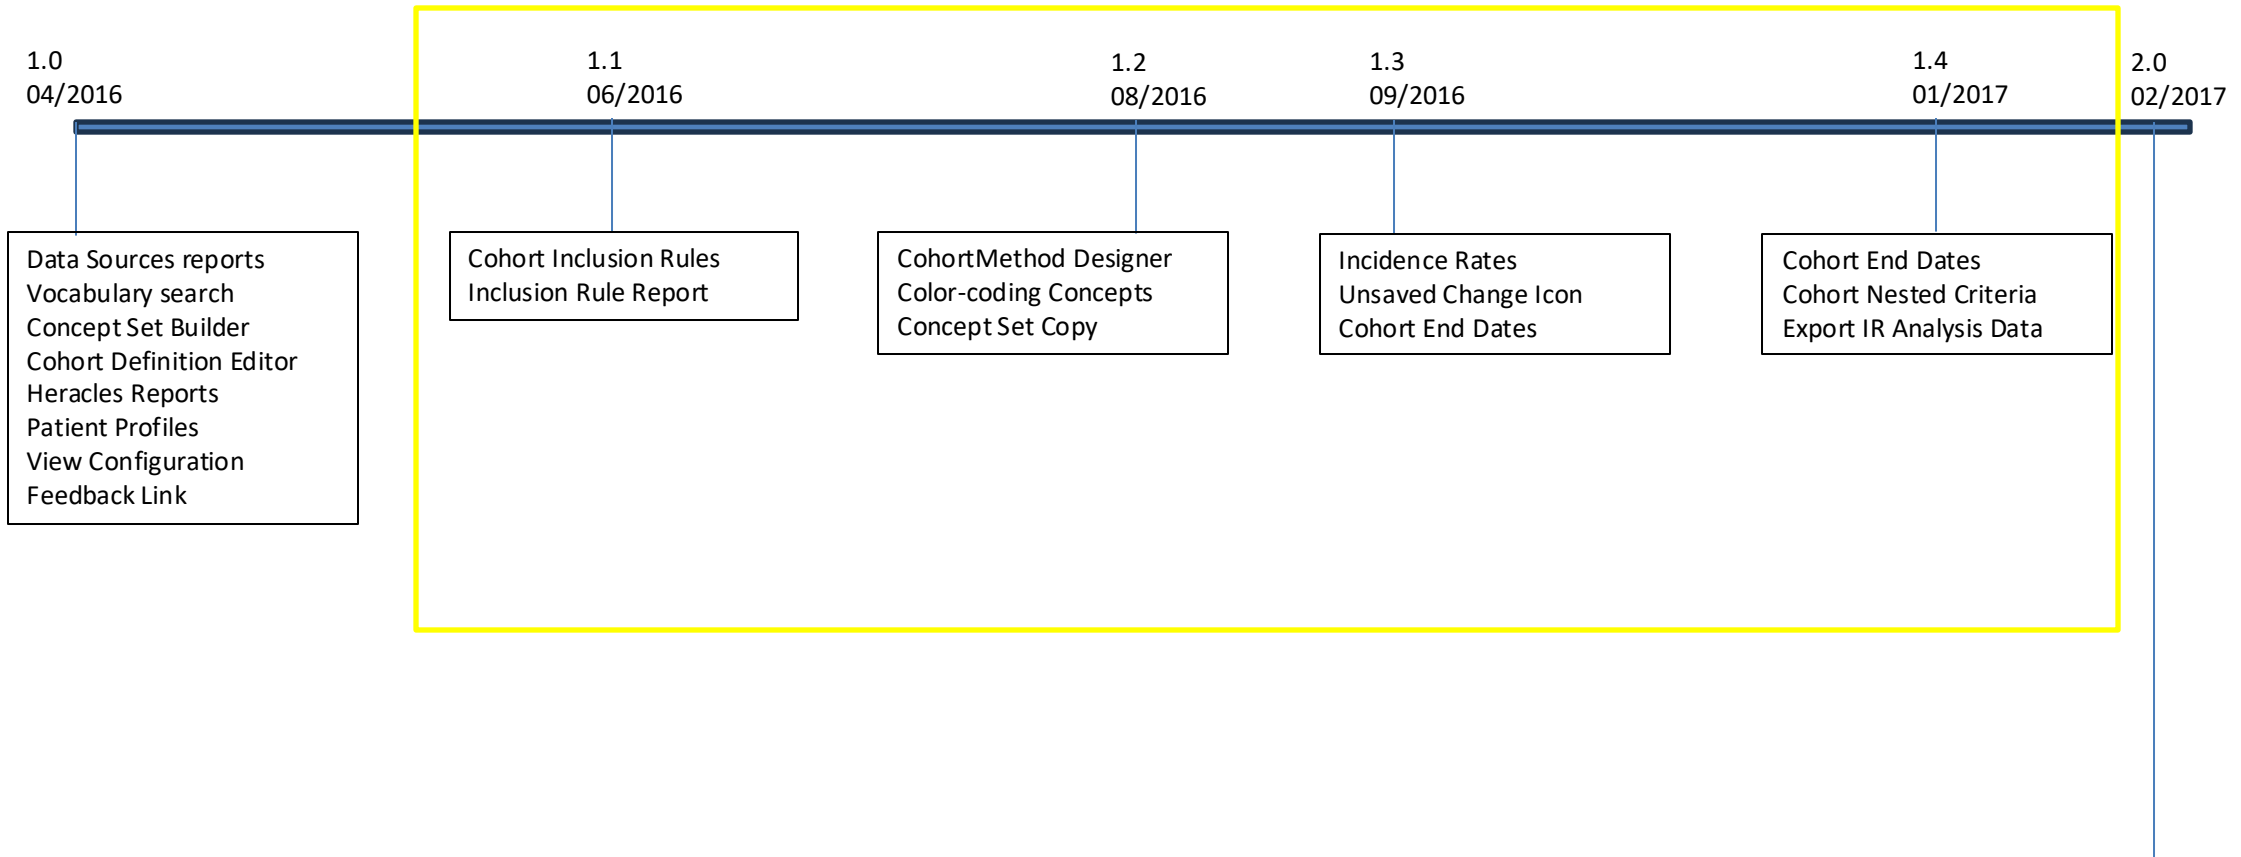 1.0
04/2016
1.1
06/2016
1.2
08/2016
1.3
09/2016
1.4
01/2017
2.0
02/2017
Data Sources reports
Vocabulary search
Concept Set Builder
Cohort Definition Editor
Heracles Reports
Patient Profiles
View Configuration
Feedback Link
Cohort Inclusion Rules
Inclusion Rule Report
CohortMethod Designer
Color-coding Concepts
Concept Set Copy
Incidence Rates
Unsaved Change Icon
Cohort End Dates
Cohort End Dates
Cohort Nested Criteria
Export IR Analysis Data